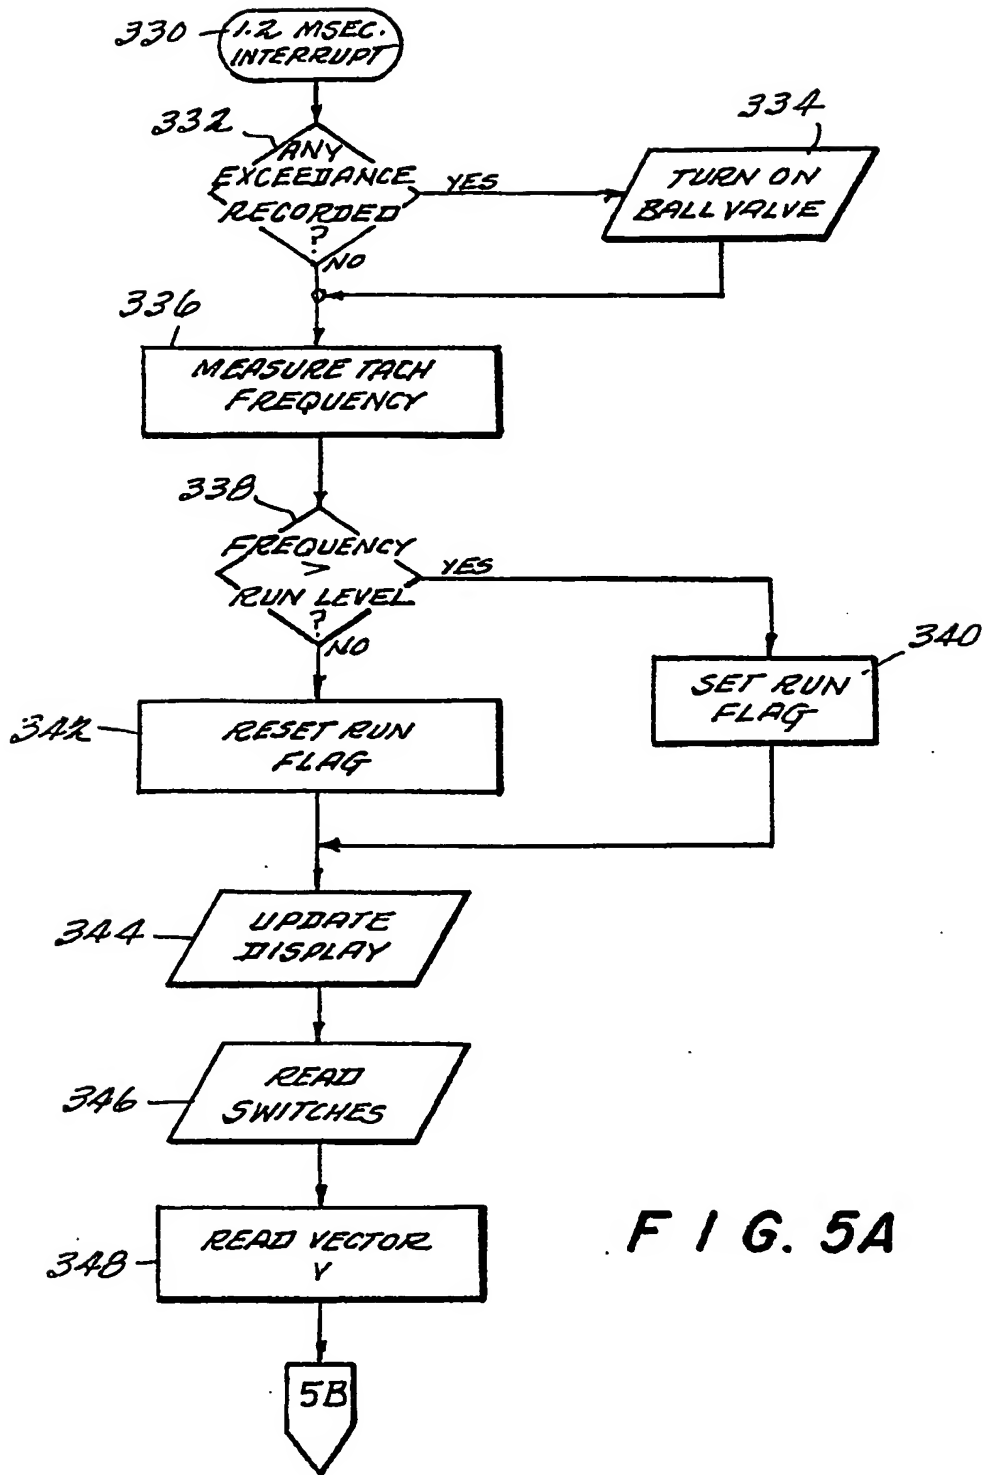 330
1.2 MSEC.
INTERRUPT
332
ANY
EXCEEDANCE
RECORDED
?
YES
NO
334
TURN ON
BALL VALVE
336
MEASURE TACH
FREQUENCY
338
FREQUENCY
>
RUN LEVEL
?
YES
NO
340
SET RUN
FLAG
342
RESET RUN
FLAG
344
UPDATE
DISPLAY
346
READ
SWITCHES
348
READ VECTOR
Y
FIG. 5A
5B